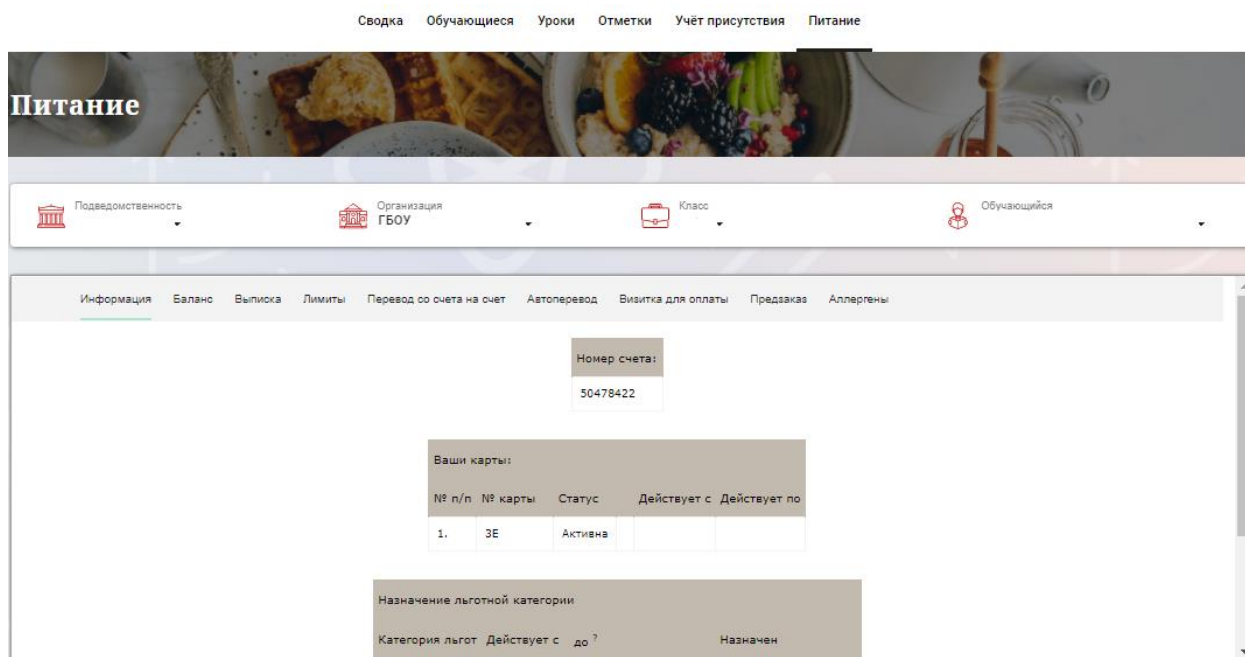 Сводка Обучающиеся Уроки Отметки Учёт присутствия Питание
Питание
Подведомственность Организация Класс Обучающийся
ГБОУ
Информация Баланс Выписка Лимиты Перевод со счета на счет Автоперевод Визитка для оплаты Предзаказ Аллергены
Номер счета:
50478422
Ваши карты:
№ п/п № карты Статус Действует с Действует по
1. 3E Активна
Назначение льготной категории
Категория льгот Действует с до ? Назначен